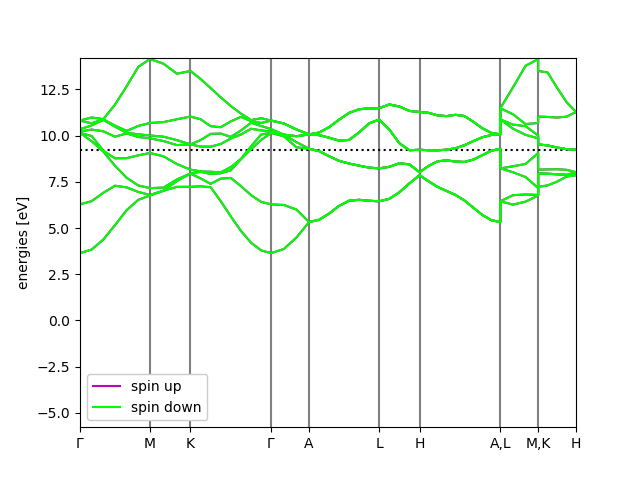 energies [eV]
12.5
10.0
7.5
5.0
2.5
0.0
−2.5
−5.0
spin up
spin down
Γ M K Γ A L H A,L M,K H